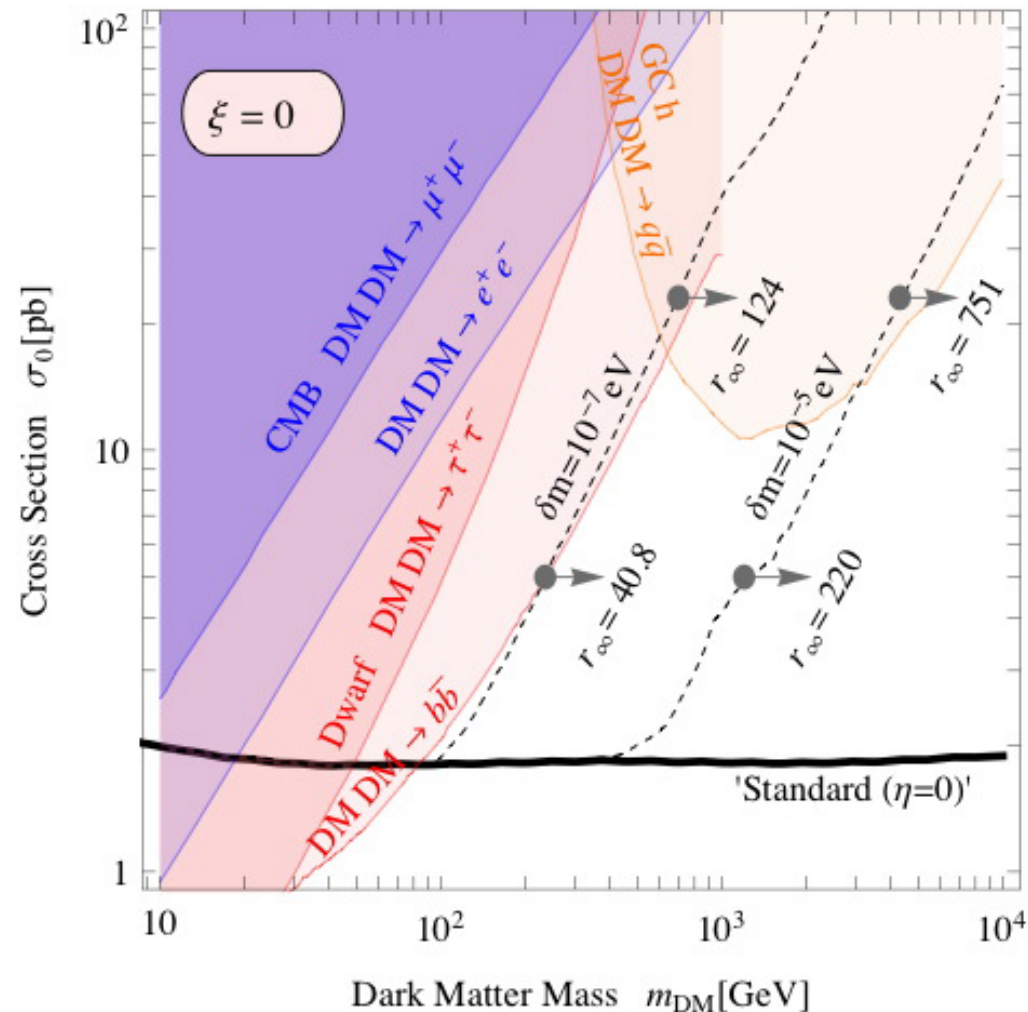 10²
10
1
Cross Section σ₀[pb]
ξ = 0
CMB DM DM → μ⁺ μ⁻
DM DM → e⁺ e⁻
Dwarf DM DM → τ⁺ τ⁻
DM DM → b b̅
GC h
DM DM → q q̅
δm=10⁻⁷ eV
δm=10⁻⁵ eV
r∞ = 124
r∞ = 751
r∞ = 40.8
r∞ = 220
'Standard (η=0)'
10
10²
10³
10⁴
Dark Matter Mass m_DM[GeV]